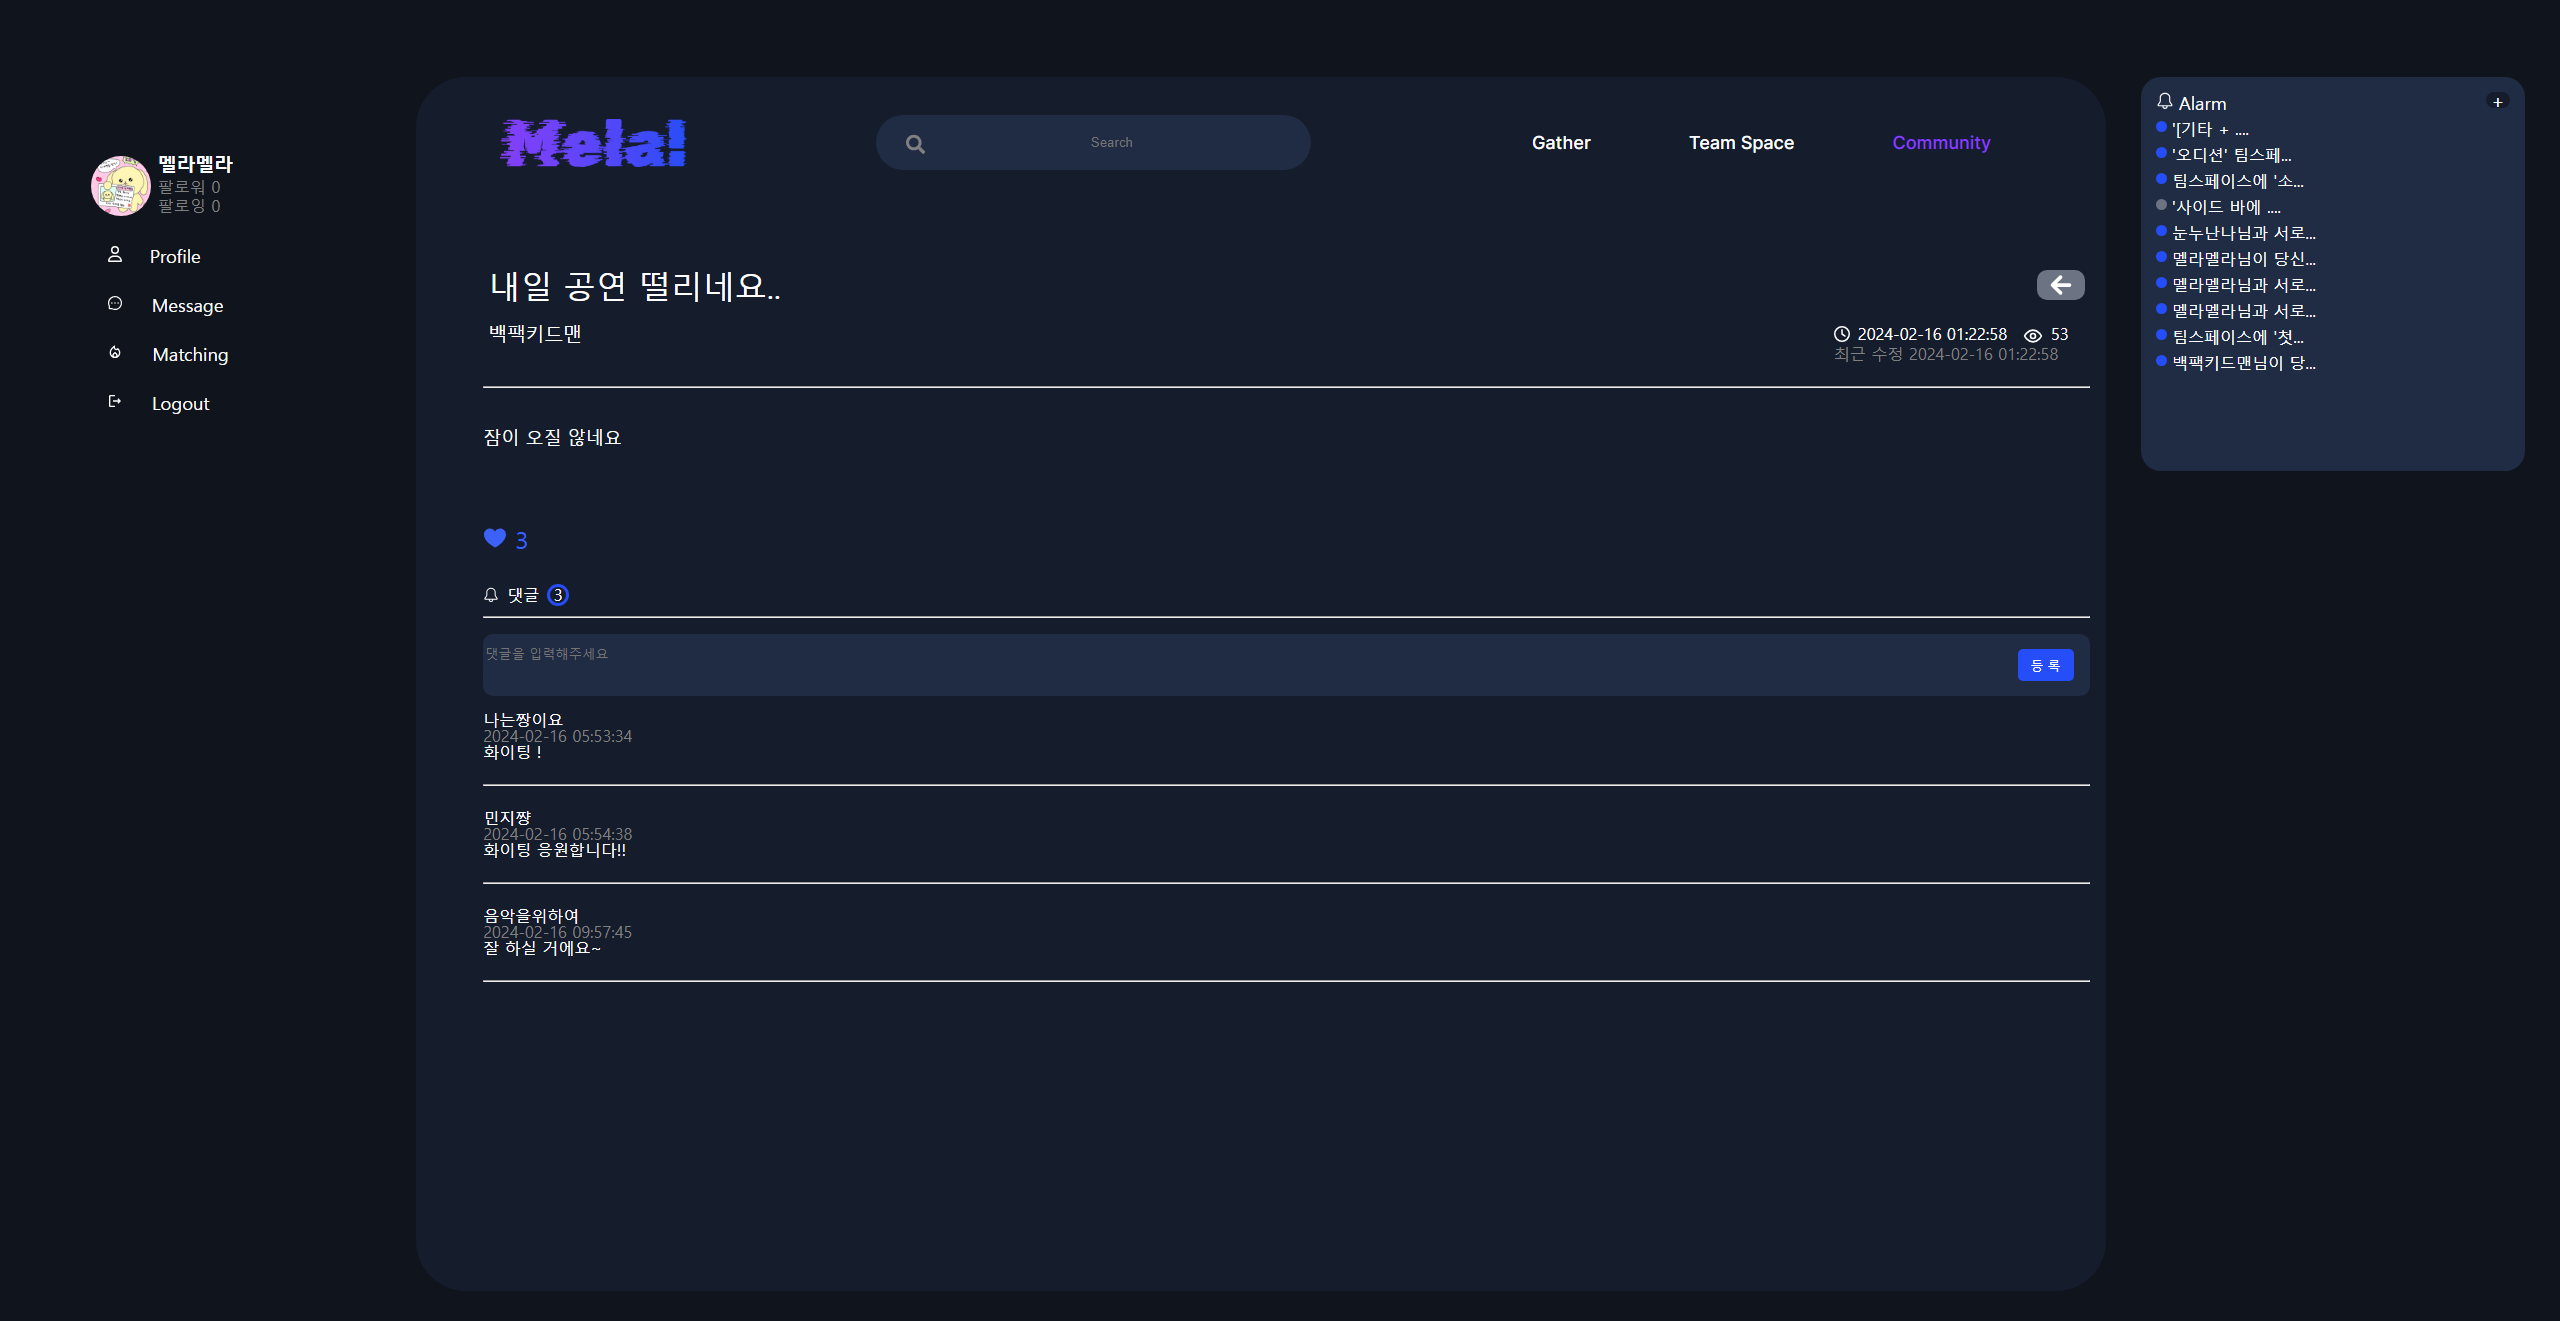 멜라멜라
팔로워 0
팔로잉 0
Profile
Message
Matching
Logout
Mela!
Search
Gather
Team Space
Community
내일 공연 떨리네요..
백팩키드맨
2024-02-16 01:22:58 53
최근 수정 2024-02-16 01:22:58
잠이 오질 않네요
3
댓글 3
댓글을 입력해주세요
등 록
나는짱이요
2024-02-16 05:53:34
화이팅 !
민지쨩
2024-02-16 05:54:38
화이팅 응원합니다!!
음악을위하여
2024-02-16 09:57:45
잘 하실 거에요~
Alarm +
'[기타 + ....
'오디션' 팀스페...
팀스페이스에 '소...
'사이드 바에 ....
눈누난나님과 서로...
멜라멜라님이 당신...
멜라멜라님과 서로...
멜라멜라님과 서로...
팀스페이스에 '첫...
백팩키드맨님이 당...